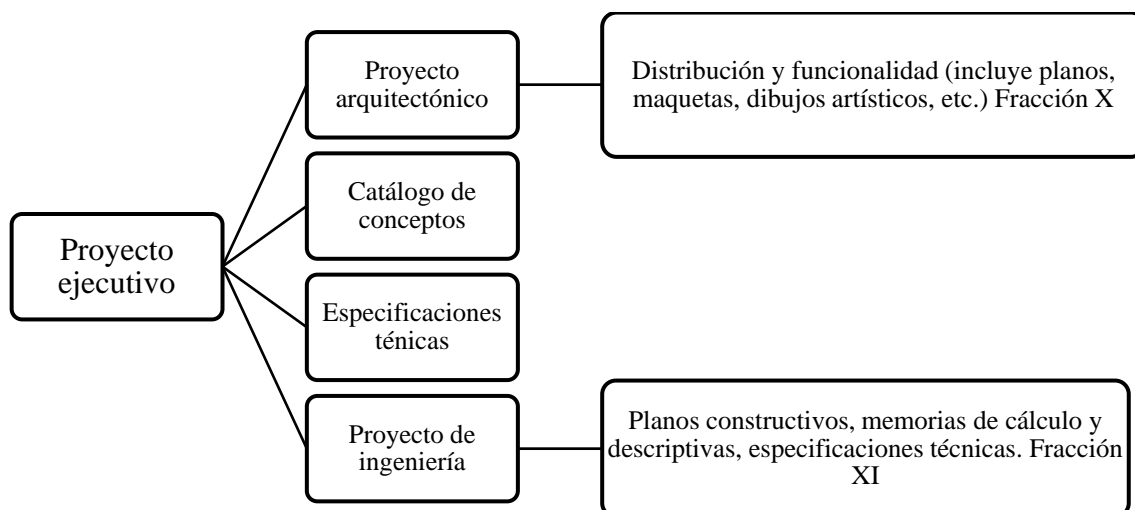 Proyecto
ejecutivo
Proyecto
arquitectónico
Distribución y funcionalidad (incluye planos,
maquetas, dibujos artísticos, etc.) Fracción X
Catálogo de
conceptos
Especificaciones
ténicas
Proyecto de
ingeniería
Planos constructivos, memorias de cálculo y
descriptivas, especificaciones técnicas. Fracción
XI